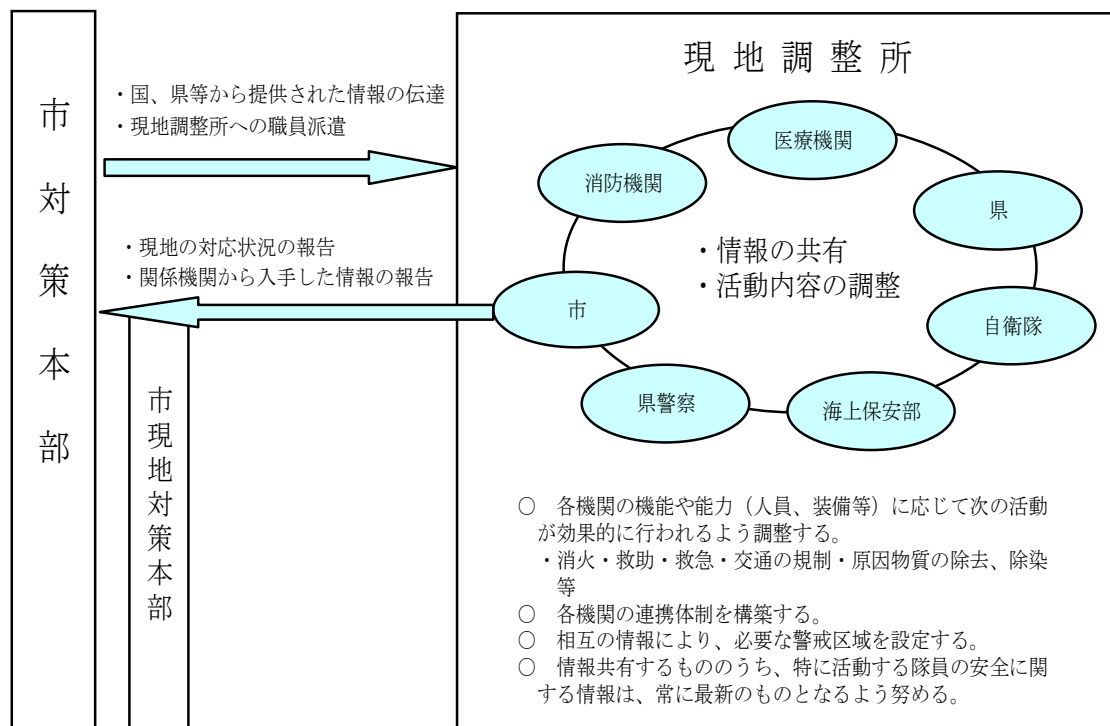 市対策本部
・国、県等から提供された情報の伝達
・現地調整所への職員派遣
・現地の対応状況の報告
・関係機関から入手した情報の報告
市現地対策本部
現地調整所
医療機関
消防機関
県
・情報の共有
・活動内容の調整
市
自衛隊
県警察
海上保安部
○ 各機関の機能や能力（人員、装備等）に応じて次の活動
が効果的に行われるよう調整する。
・消火・救助・救急・交通の規制・原因物質の除去、除染
等
○ 各機関の連携体制を構築する。
○ 相互の情報により、必要な警戒区域を設定する。
○ 情報共有するもののうち、特に活動する隊員の安全に関
する情報は、常に最新のものとなるよう努める。